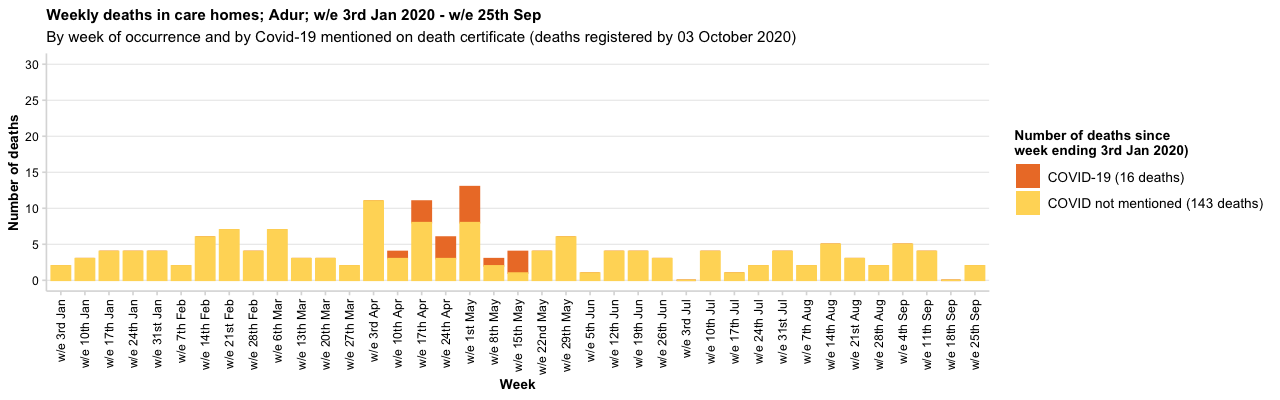 Weekly deaths in care homes; Adur; w/e 3rd Jan 2020 - w/e 25th Sep
By week of occurrence and by Covid-19 mentioned on death certificate (deaths registered by 03 October 2020)
Number of deaths
30
25
20
15
10
5
0
w/e 3rd Jan
w/e 10th Jan
w/e 17th Jan
w/e 24th Jan
w/e 31st Jan
w/e 7th Feb
w/e 14th Feb
w/e 21st Feb
w/e 28th Feb
w/e 6th Mar
w/e 13th Mar
w/e 20th Mar
w/e 27th Mar
w/e 3rd Apr
w/e 10th Apr
w/e 17th Apr
w/e 24th Apr
w/e 1st May
w/e 8th May
w/e 15th May
w/e 22nd May
w/e 29th May
w/e 5th Jun
w/e 12th Jun
w/e 19th Jun
w/e 26th Jun
w/e 3rd Jul
w/e 10th Jul
w/e 17th Jul
w/e 24th Jul
w/e 31st Jul
w/e 7th Aug
w/e 14th Aug
w/e 21st Aug
w/e 28th Aug
w/e 4th Sep
w/e 11th Sep
w/e 18th Sep
w/e 25th Sep
Week
Number of deaths since
week ending 3rd Jan 2020)
COVID-19 (16 deaths)
COVID not mentioned (143 deaths)